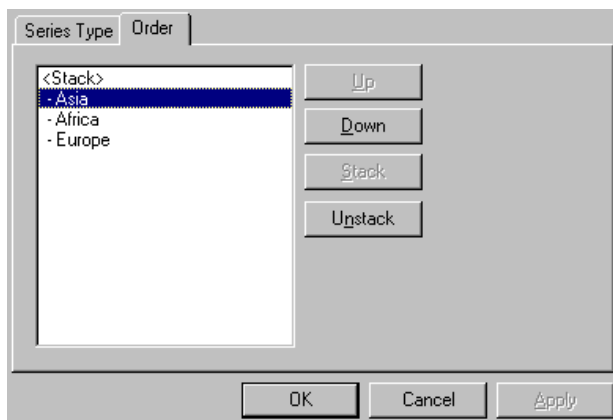 Series Type Order
<Stack>
- Asia
- Africa
- Europe
Up
Down
Stack
Unstack
OK Cancel Apply